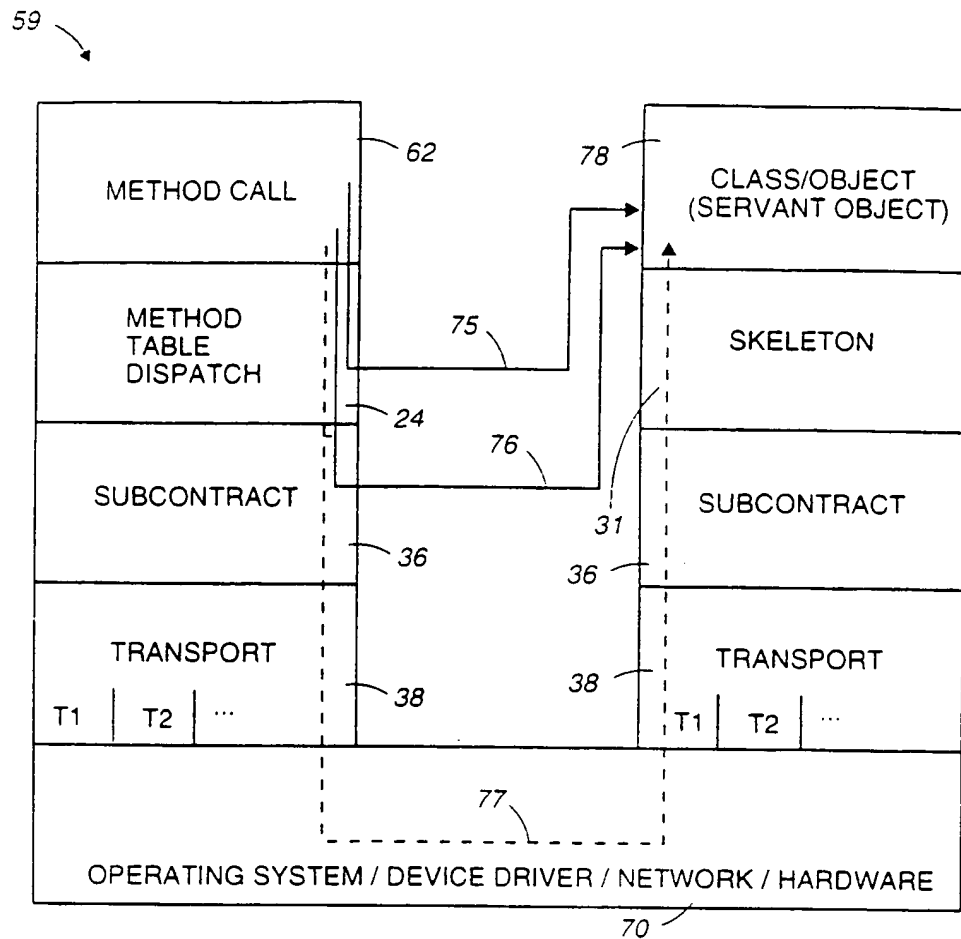 59
62
78
METHOD CALL
CLASS/OBJECT
(SERVANT OBJECT)
METHOD
TABLE
DISPATCH
75
SKELETON
24
76
31
SUBCONTRACT
SUBCONTRACT
36
36
TRANSPORT
TRANSPORT
38
38
T1 T2 ...
T1 T2 ...
77
OPERATING SYSTEM / DEVICE DRIVER / NETWORK / HARDWARE
70